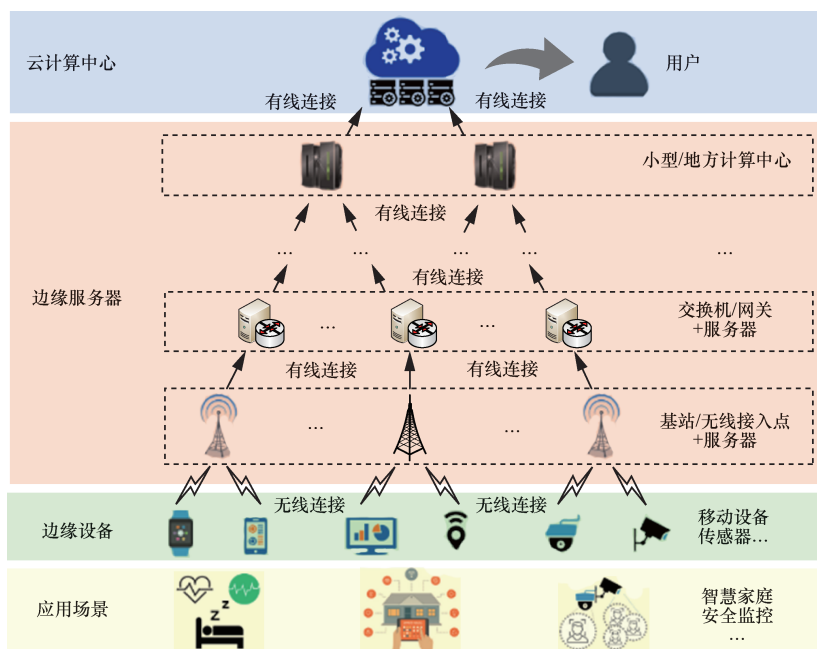 云计算中心
用户
有线连接
有线连接
小型/地方计算中心
有线连接
... ... ... ... ...
有线连接
边缘服务器
交换机/网关
+服务器
... ...
有线连接
有线连接
基站/无线接入点
+服务器
... ...
无线连接
无线连接
边缘设备
移动设备
传感器...
应用场景
z z z
智慧家庭
安全监控
...